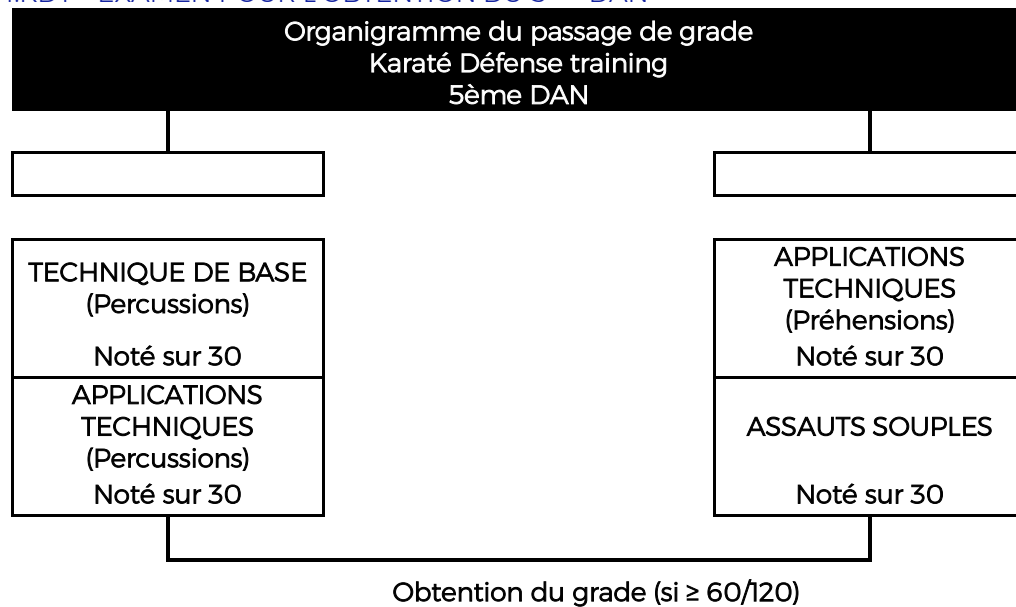 Organigramme du passage de grade
Karaté Défense training
5ème DAN
TECHNIQUE DE BASE
(Percussions)
Noté sur 30
APPLICATIONS
TECHNIQUES
(Percussions)
Noté sur 30
APPLICATIONS
TECHNIQUES
(Préhensions)
Noté sur 30
ASSAUTS SOUPLES
Noté sur 30
Obtention du grade (si ≥ 60/120)